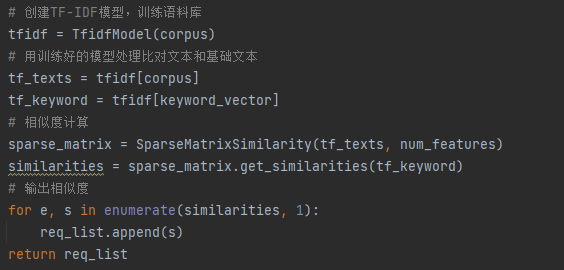 # 创建TF-IDF模型，训练语料库
tfidf = TfidfModel(corpus)
# 用训练好的模型处理比对文本和基础文本
tf_texts = tfidf[corpus]
tf_keyword = tfidf[keyword_vector]
# 相似度计算
sparse_matrix = SparseMatrixSimilarity(tf_texts, num_features)
similarities = sparse_matrix.get_similarities(tf_keyword)
# 输出相似度
for e, s in enumerate(similarities, 1):
    req_list.append(s)
return req_list